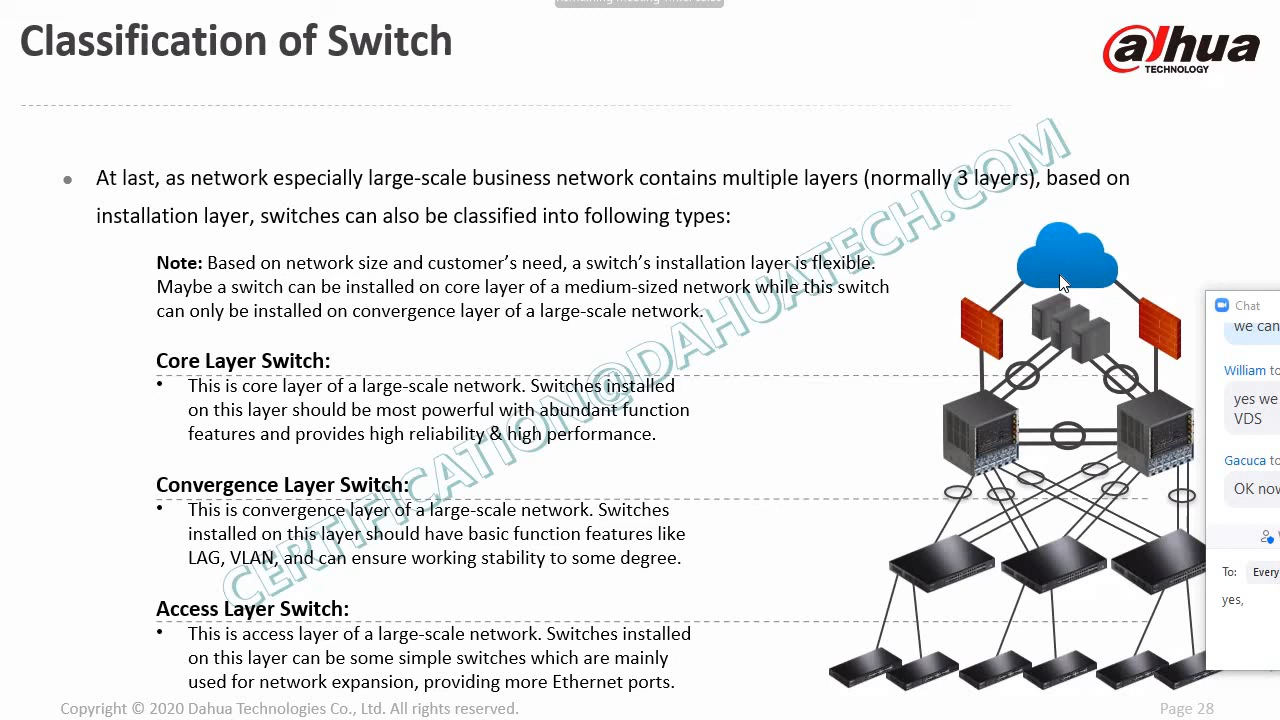 Classification of Switch
alhua
TECHNOLOGY
• At last, as network especially large-scale business network contains multiple layers (normally 3 layers), based on
installation layer, switches can also be classified into following types:
Note: Based on network size and customer's need, a switch's installation layer is flexible.
Maybe a switch can be installed on core layer of a medium-sized network while this switch
can only be installed on convergence layer of a large-scale network.
Core Layer Switch:
• This is core layer of a large-scale network. Switches installed
on this layer should be most powerful with abundant function
features and provides high reliability & high performance.
Convergence Layer Switch:
• This is convergence layer of a large-scale network. Switches
installed on this layer should have basic function features like
LAG, VLAN, and can ensure working stability to some degree.
Access Layer Switch:
• This is access layer of a large-scale network. Switches installed
on this layer can be some simple switches which are mainly
used for network expansion, providing more Ethernet ports.
CERTIFICATION@DAHUATECH.COM
Chat
we can
William to
yes we
VDS
Gacuca to
OK now
To: Every
yes,
Copyright © 2020 Dahua Technologies Co., Ltd. All rights reserved.
Page 28